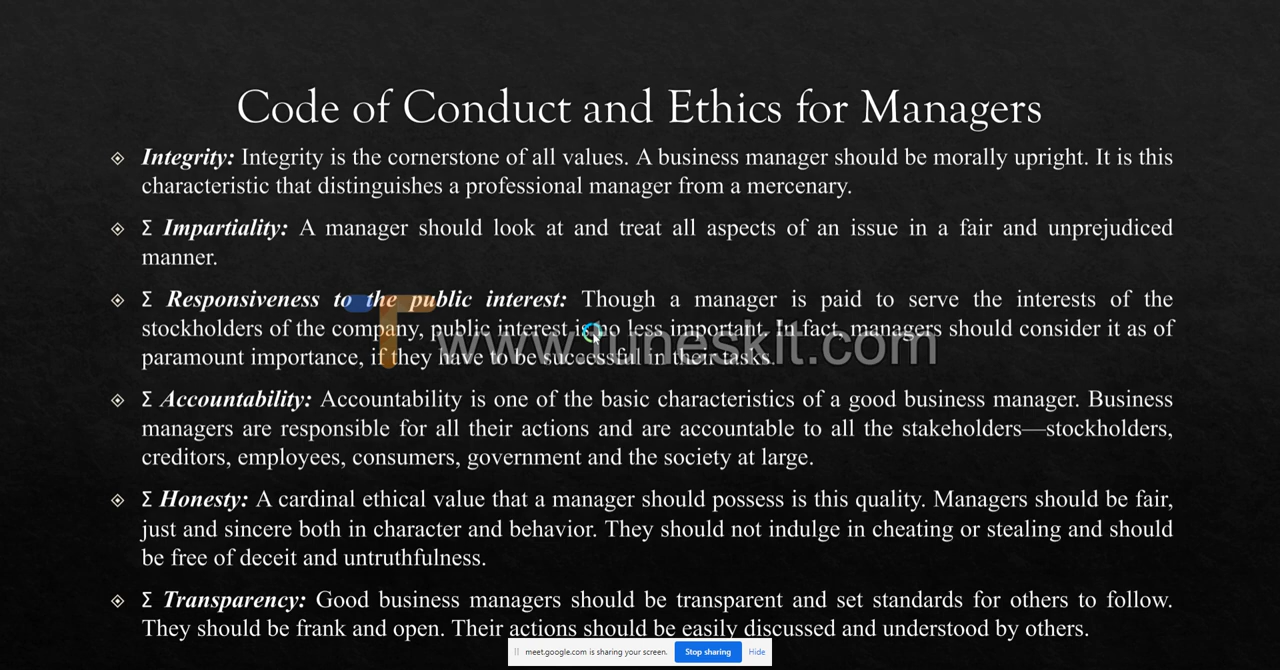 Code of Conduct and Ethics for Managers
Integrity: Integrity is the cornerstone of all values. A business manager should be morally upright. It is this
characteristic that distinguishes a professional manager from a mercenary.
Σ Impartiality: A manager should look at and treat all aspects of an issue in a fair and unprejudiced
manner.
Σ Responsiveness to the public interest: Though a manager is paid to serve the interests of the
stockholders of the company, public interest is no less important. In fact, managers should consider it as of
paramount importance, if they have to be successful in their tasks.
www.tuneskit.com
Σ Accountability: Accountability is one of the basic characteristics of a good business manager. Business
managers are responsible for all their actions and are accountable to all the stakeholders—stockholders,
creditors, employees, consumers, government and the society at large.
Σ Honesty: A cardinal ethical value that a manager should possess is this quality. Managers should be fair,
just and sincere both in character and behavior. They should not indulge in cheating or stealing and should
be free of deceit and untruthfulness.
Σ Transparency: Good business managers should be transparent and set standards for others to follow.
They should be frank and open. Their actions should be easily discussed and understood by others.
meet.google.com is sharing your screen. Stop sharing Hide